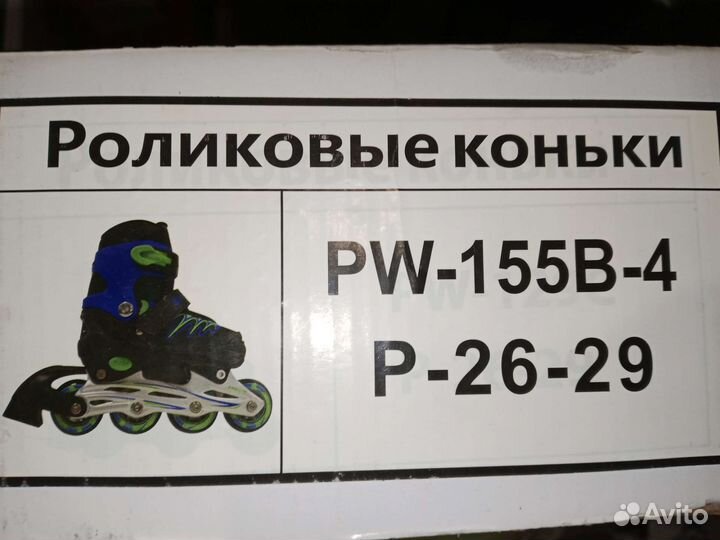 Роликовые коньки
PW-155B-4
Р-26-29
Avito